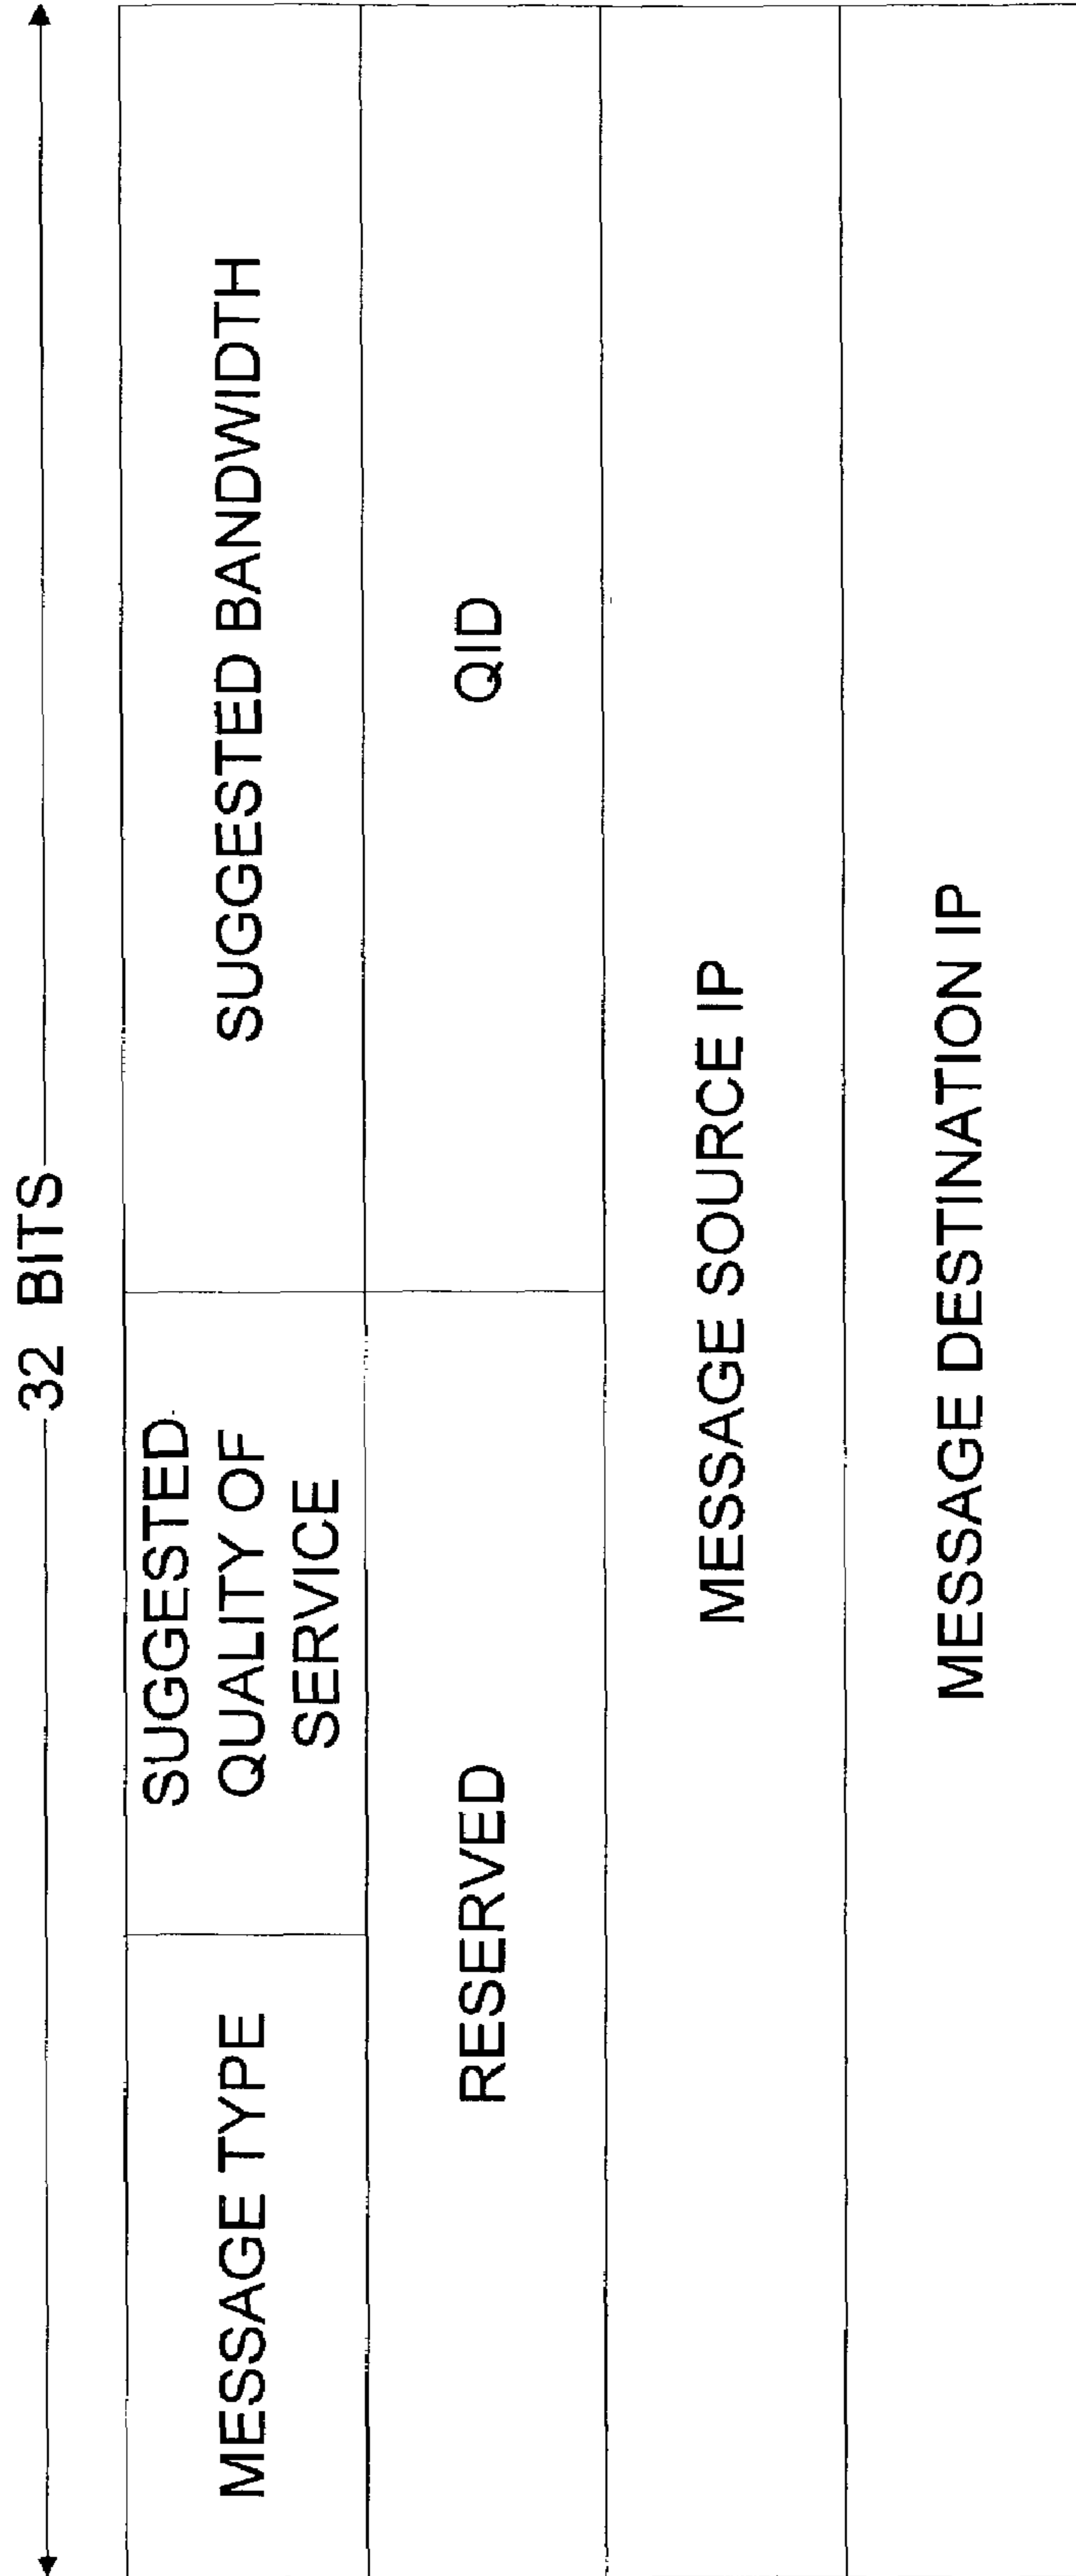 32 BITS
MESSAGE TYPE
SUGGESTED
QUALITY OF
SERVICE
SUGGESTED BANDWIDTH
RESERVED
QID
MESSAGE SOURCE IP
MESSAGE DESTINATION IP